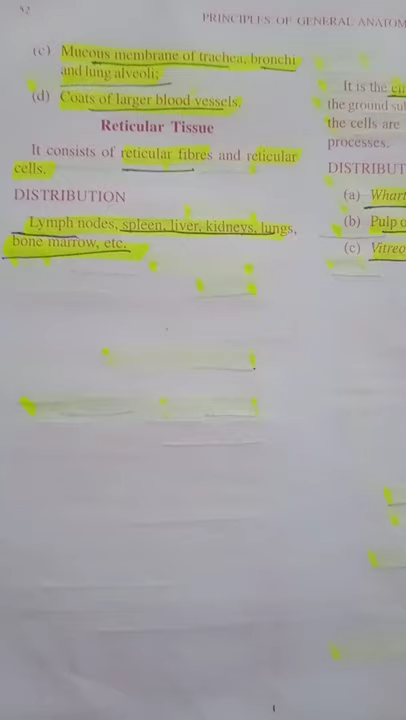 52
PRINCIPLES OF GENERAL ANATOM
(c) Mucous membrane of trachea, bronchi
and lung alveoli;
(d) Coats of larger blood vessels.
Reticular Tissue
It consists of reticular fibres and reticular
cells.
DISTRIBUTION
Lymph nodes, spleen, liver, kidneys, lungs,
bone marrow, etc.
It is the
the ground su
the cells are
processes.
DISTRIBUT
(a) Whart
(b) Pulp o
(c) Vitreo